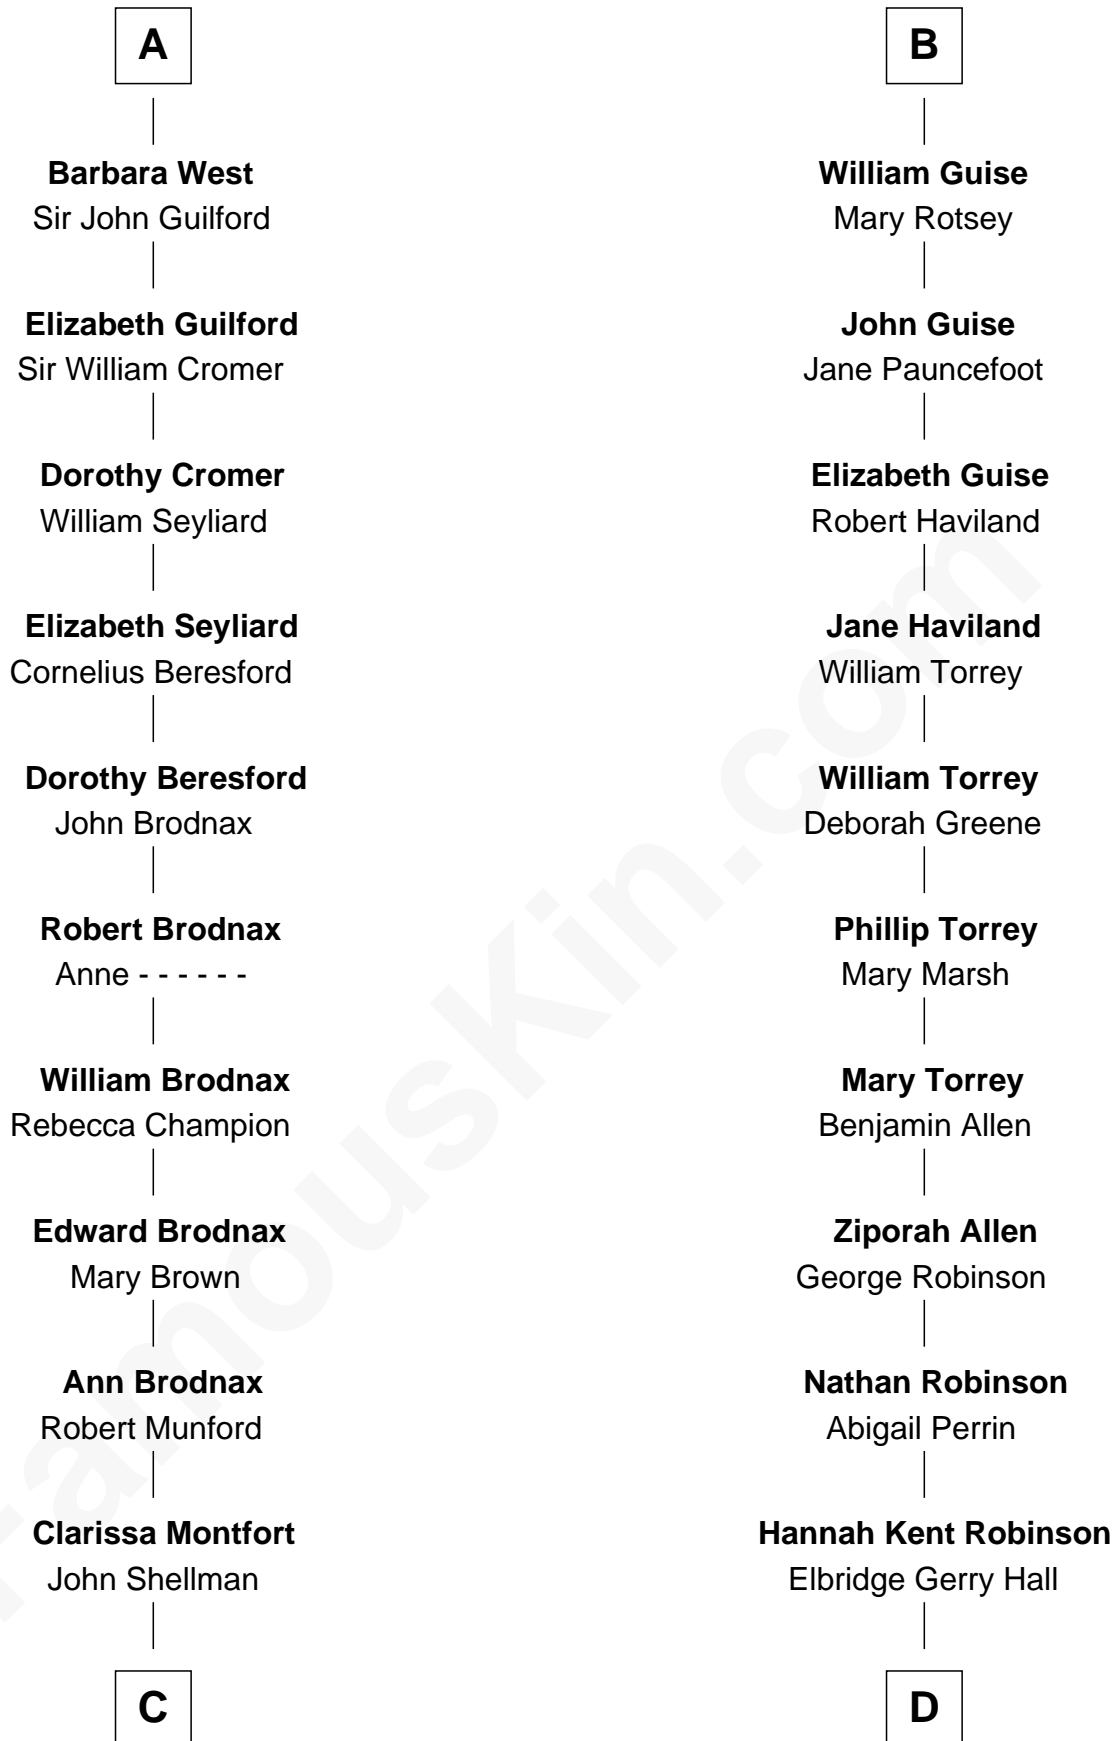 A
Barbara West
Sir John Guilford
Elizabeth Guilford
Sir William Cromer
Dorothy Cromer
William Seyliard
Elizabeth Seyliard
Cornelius Beresford
Dorothy Beresford
John Brodnax
Robert Brodnax
Anne - - - - - -
William Brodnax
Rebecca Champion
Edward Brodnax
Mary Brown
Ann Brodnax
Robert Munford
Clarissa Montfort
John Shellman
C
B
William Guise
Mary Rotsey
John Guise
Jane Pauncefoot
Elizabeth Guise
Robert Haviland
Jane Haviland
William Torrey
William Torrey
Deborah Greene
Phillip Torrey
Mary Marsh
Mary Torrey
Benjamin Allen
Ziporah Allen
George Robinson
Nathan Robinson
Abigail Perrin
Hannah Kent Robinson
Elbridge Gerry Hall
D
FamousKin.com